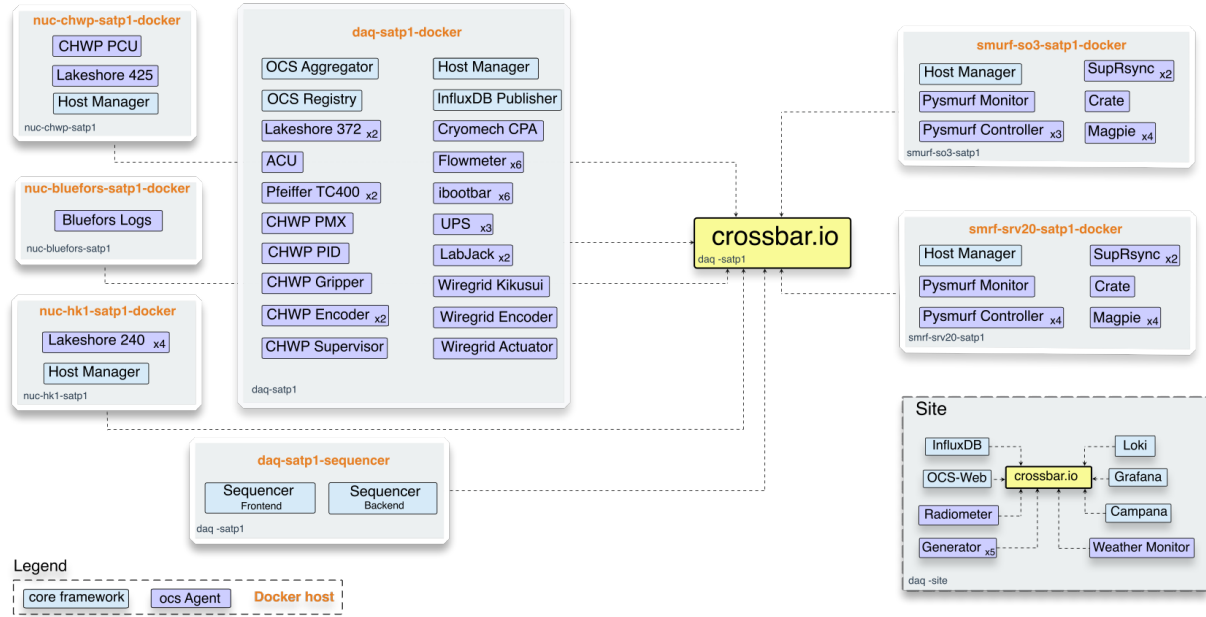 nuc-chwp-satp1-docker
CHWP PCU
Lakeshore 425
Host Manager
nuc-chwp-satp1
nuc-bluefors-satp1-docker
Bluefors Logs
nuc-bluefors-satp1
nuc-hk1-satp1-docker
Lakeshore 240 x4
Host Manager
nuc-hk1-satp1
daq-satp1-docker
OCS Aggregator
OCS Registry
Lakeshore 372 x2
ACU
Pfeiffer TC400 x2
CHWP PMX
CHWP PID
CHWP Gripper
CHWP Encoder x2
CHWP Supervisor
Host Manager
InfluxDB Publisher
Cryomech CPA
Flowmeter x6
ibootbar x6
UPS x3
LabJack x2
Wiregrid Kikusui
Wiregrid Encoder
Wiregrid Actuator
daq-satp1
daq-satp1-sequencer
Sequencer
Frontend
Sequencer
Backend
daq -satp1
crossbar.io
daq -satp1
smurf-so3-satp1-docker
Host Manager
Pysmurf Monitor
Pysmurf Controller x3
SupRsync x2
Crate
Magpie x4
smurf-so3-satp1
smrf-srv20-satp1-docker
Host Manager
Pysmurf Monitor
Pysmurf Controller x4
SupRsync x2
Crate
Magpie x4
smrf-srv20-satp1
Site
InfluxDB
OCS-Web
Radiometer
Generator x5
crossbar.io
Loki
Grafana
Campana
Weather Monitor
daq -site
Legend
core framework
ocs Agent
Docker host